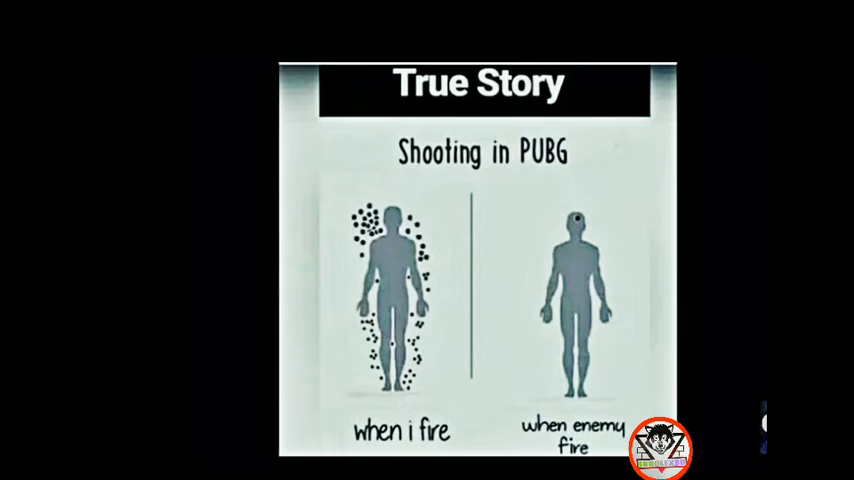 True Story
Shooting in PUBG
when i fire
when enemy
fire